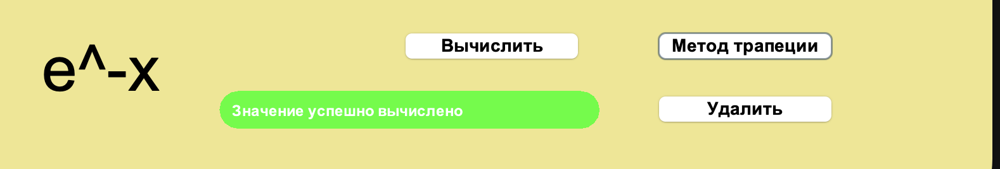 e^-x
Вычислить
Метод трапеции
Значение успешно вычислено
Удалить